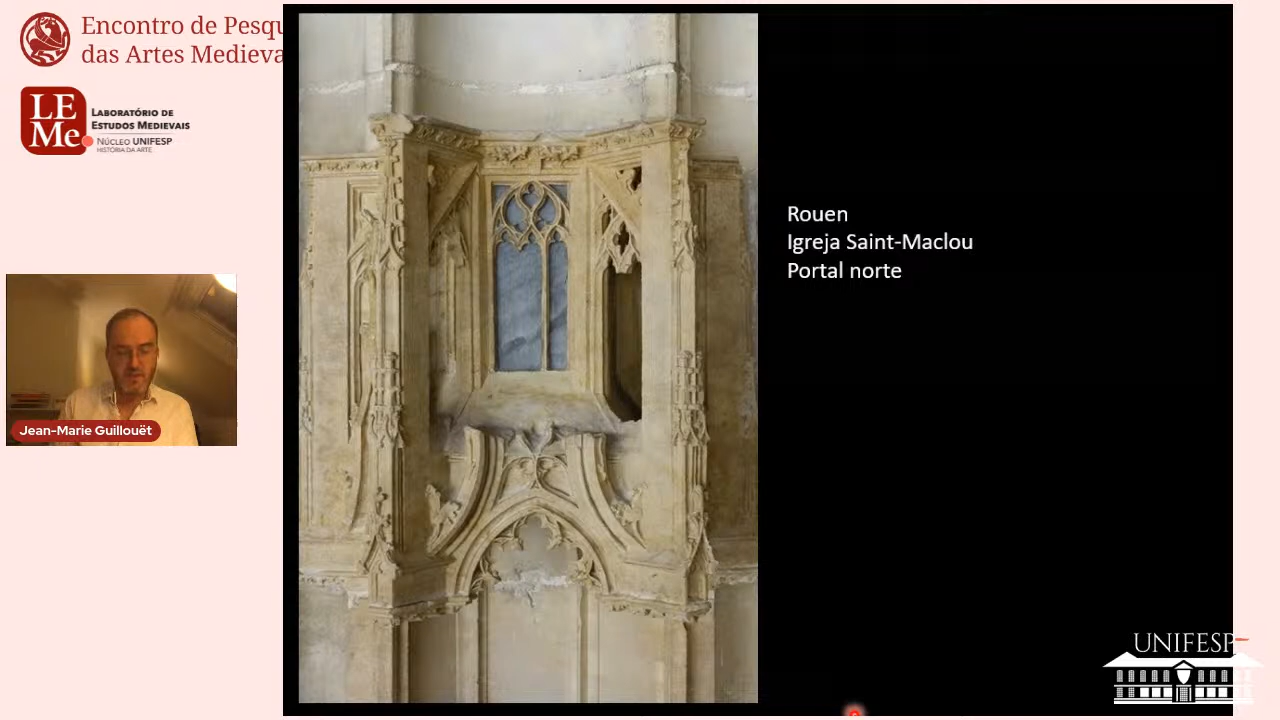 Encontro de Pesqu
das Artes Medieva
LE
Me
LABORATÓRIO DE
ESTUDOS MEDIEVAIS
NÚCLEO UNIFESP
HISTÓRIA DA ARTE
Rouen
Igreja Saint-Maclou
Portal norte
Jean-Marie Guillouët
UNIFESP